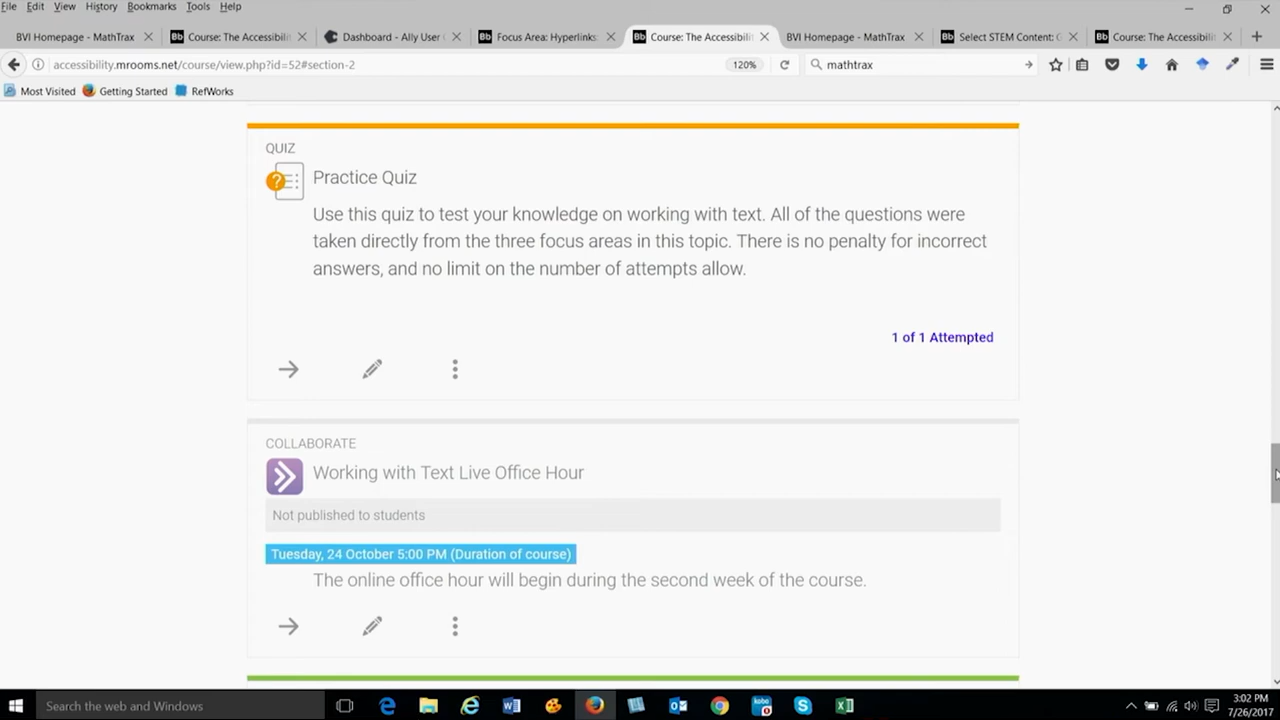 File Edit View History Bookmarks Tools Help
BVI Homepage - MathTrax Course: The Accessibili Dashboard - Ally User Focus Area: Hyperlinks: Course: The Accessibilit BVI Homepage - MathTrax Select STEM Content: G Course: The Accessibili
accessibility.mrooms.net/course/view.php?id=52#section-2 120% mathtrax
Most Visited Getting Started RefWorks
QUIZ
Practice Quiz
Use this quiz to test your knowledge on working with text. All of the questions were
taken directly from the three focus areas in this topic. There is no penalty for incorrect
answers, and no limit on the number of attempts allow.
1 of 1 Attempted
COLLABORATE
Working with Text Live Office Hour
Not published to students
Tuesday, 24 October 5:00 PM (Duration of course)
The online office hour will begin during the second week of the course.
Search the web and Windows
3:02 PM
7/26/2017